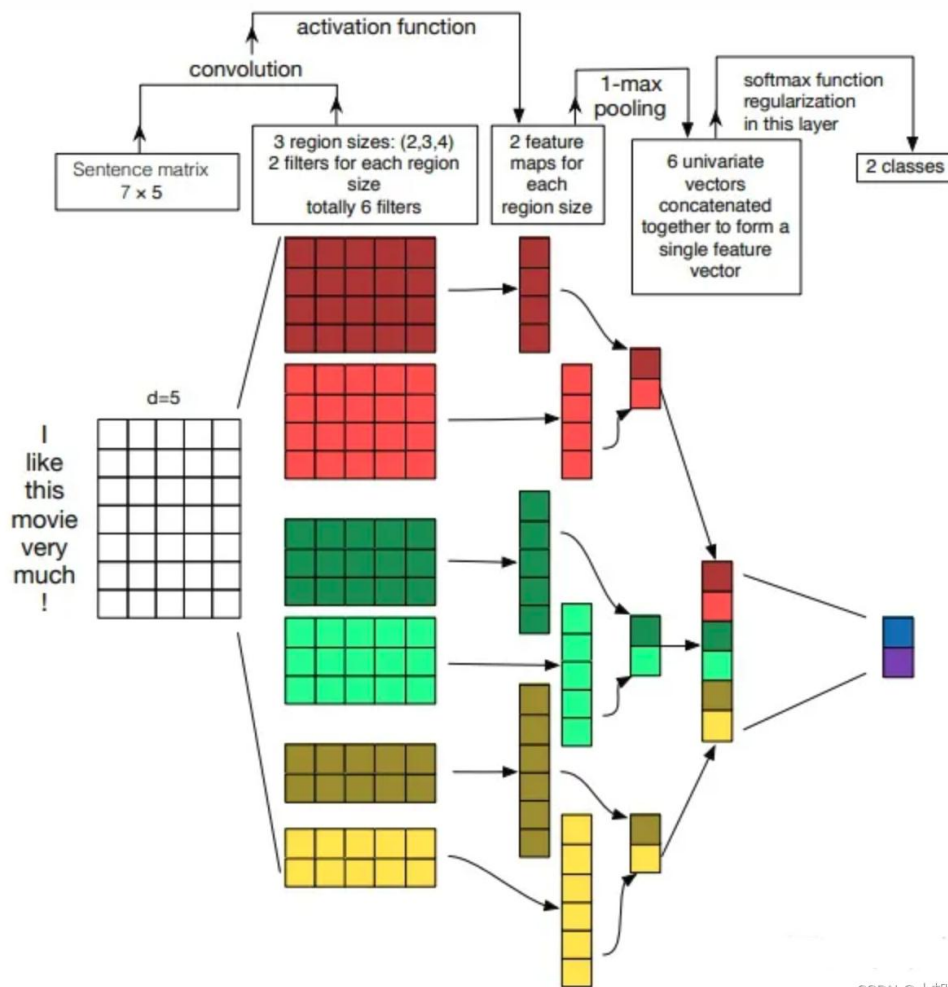 activation function
convolution
1-max
pooling
softmax function
regularization
in this layer
Sentence matrix
7 × 5
3 region sizes: (2,3,4)
2 filters for each region
size
totally 6 filters
2 feature
maps for
each
region size
6 univariate
vectors
concatenated
together to form a
single feature
vector
2 classes
d=5
I
like
this
movie
very
much
!